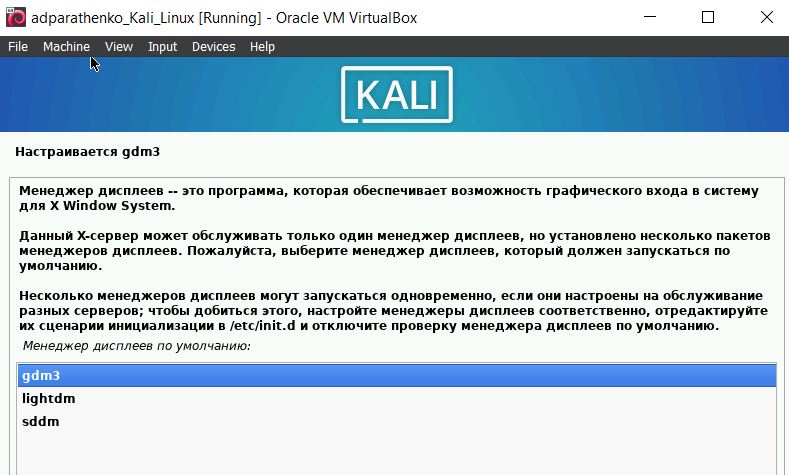 adparathenko_Kali_Linux [Running] - Oracle VM VirtualBox
File Machine View Input Devices Help
KALI
Настраивается gdm3
Менеджер дисплеев -- это программа, которая обеспечивает возможность графического входа в систему
для X Window System.
Данный X-сервер может обслуживать только один менеджер дисплеев, но установлено несколько пакетов
менеджеров дисплеев. Пожалуйста, выберите менеджер дисплеев, который должен запускаться по
умолчанию.
Несколько менеджеров дисплеев могут запускаться одновременно, если они настроены на обслуживание
разных серверов; чтобы добиться этого, настройте менеджеры дисплеев соответственно, отредактируйте
их сценарии инициализации в /etc/init.d и отключите проверку менеджера дисплеев по умолчанию.
Менеджер дисплеев по умолчанию:
gdm3
lightdm
sddm